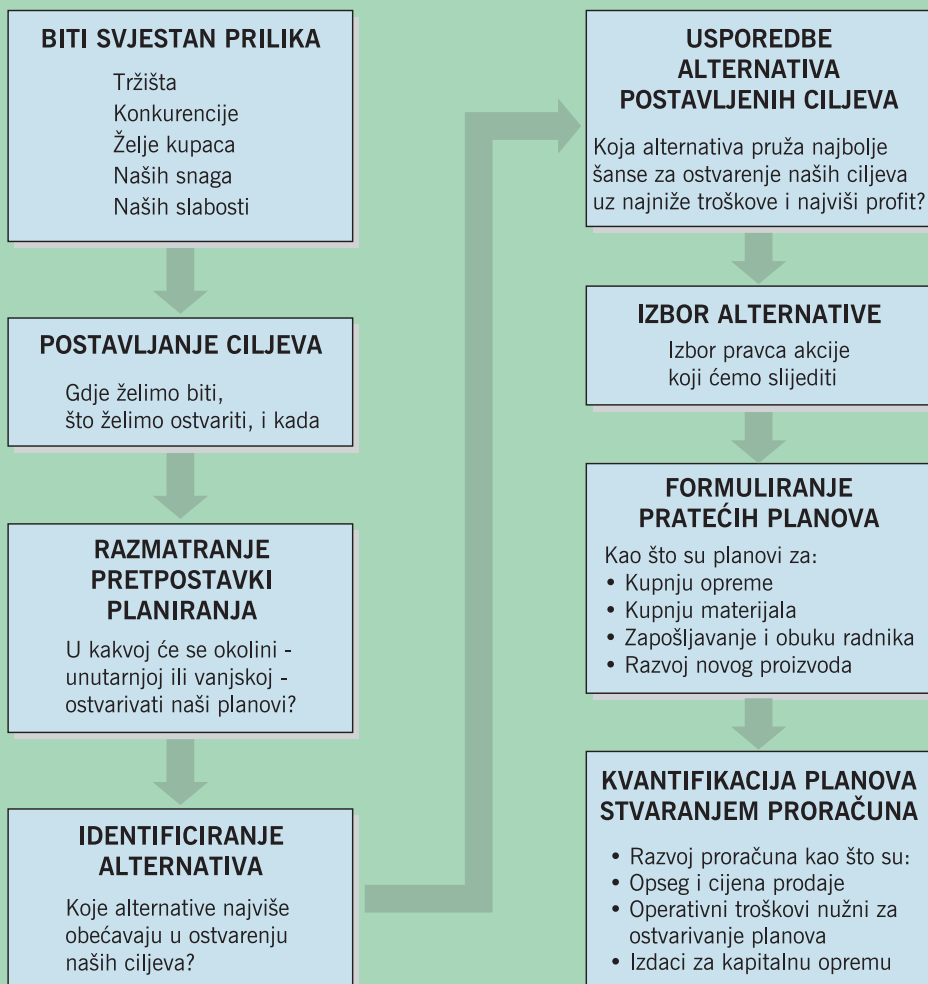 BITI SVJESTAN PRILIKA
Tržišta
Konkurencije
Želje kupaca
Naših snaga
Naših slabosti
POSTAVLJANJE CILJEVA
Gdje želimo biti,
što želimo ostvariti, i kada
RAZMATRANJE
PRETPOSTAVKI
PLANIRANJA
U kakvoj će se okolini -
unutarnjoj ili vanjskoj -
ostvarivati naši planovi?
IDENTIFICIRANJE
ALTERNATIVA
Koje alternative najviše
obećavaju u ostvarenju
naših ciljeva?
USPOREDBE
ALTERNATIVA
POSTAVLJENIH CILJEVA
Koja alternativa pruža najbolje
šanse za ostvarenje naših ciljeva
uz najniže troškove i najviši profit?
IZBOR ALTERNATIVE
Izbor pravca akcije
koji ćemo slijediti
FORMULIRANJE
PRATEĆIH PLANOVA
Kao što su planovi za:
• Kupnju opreme
• Kupnju materijala
• Zapošljavanje i obuku radnika
• Razvoj novog proizvoda
KVANTIFIKACIJA PLANOVA
STVARANJEM PRORAČUNA
• Razvoj proračuna kao što su:
• Opseg i cijena prodaje
• Operativni troškovi nužni za
ostvarivanje planova
• Izdaci za kapitalnu opremu